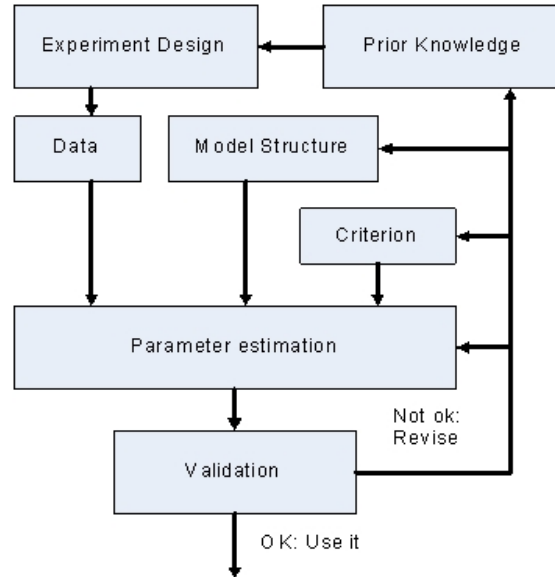 Experiment Design
Prior Knowledge
Data
Model Structure
Criterion
Parameter estimation
Not ok:
Revise
Validation
OK: Use it